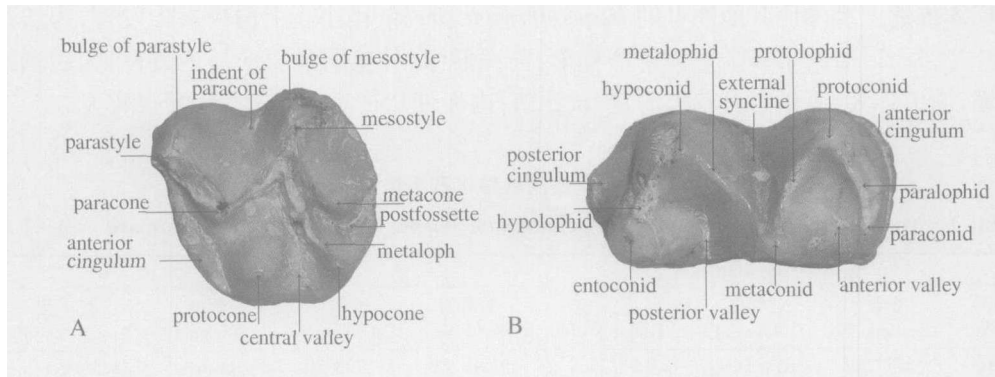 bulge of parastyle
indent of
paracone
bulge of mesostyle
mesostyle
parastyle
metacone
postfossette
paracone
metaloph
anterior
cingulum
protocone
hypocone
central valley
A
metalophid
protolophid
hypoconid
external
syncline
protoconid
anterior
cingulum
posterior
cingulum
paralophid
hypolophid
paraconid
entoconid
metaconid
anterior valley
posterior valley
B